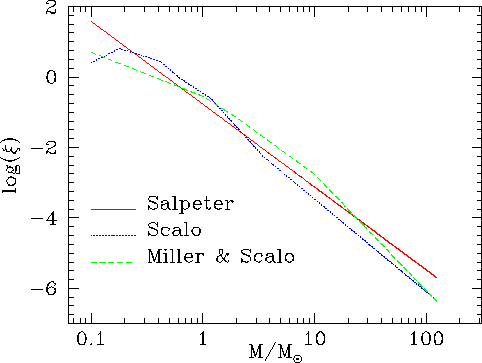 2
0
−2
−4
−6
log(ξ)
Salpeter
Scalo
Miller & Scalo
0.1 1 10 100
M/M☉